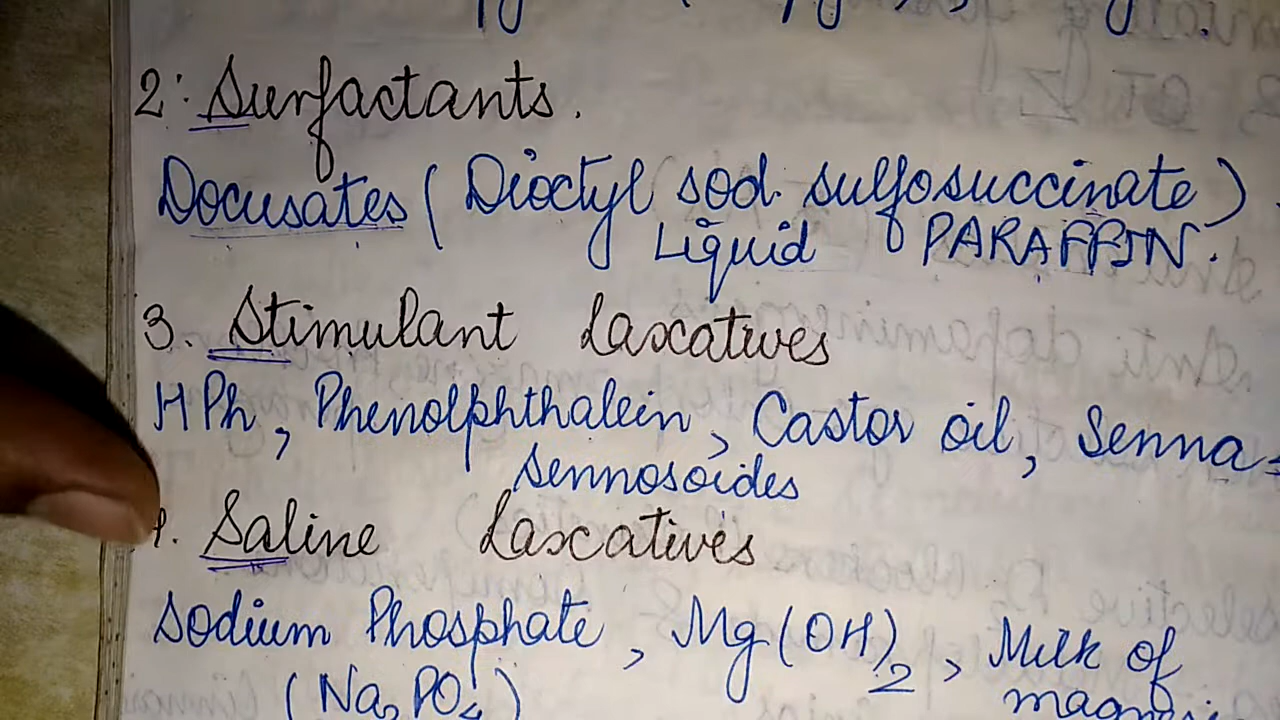 2. Surfactants.
Docusates (Dioctyl sod. sulfosuccinate)
Liquid PARAFFIN.
3. Stimulant Laxatives
HPh, Phenolphthalein, Castor oil, Senna
sennosoides
Saline Laxatives
Sodium Phosphate, Mg(OH)2, Milk of